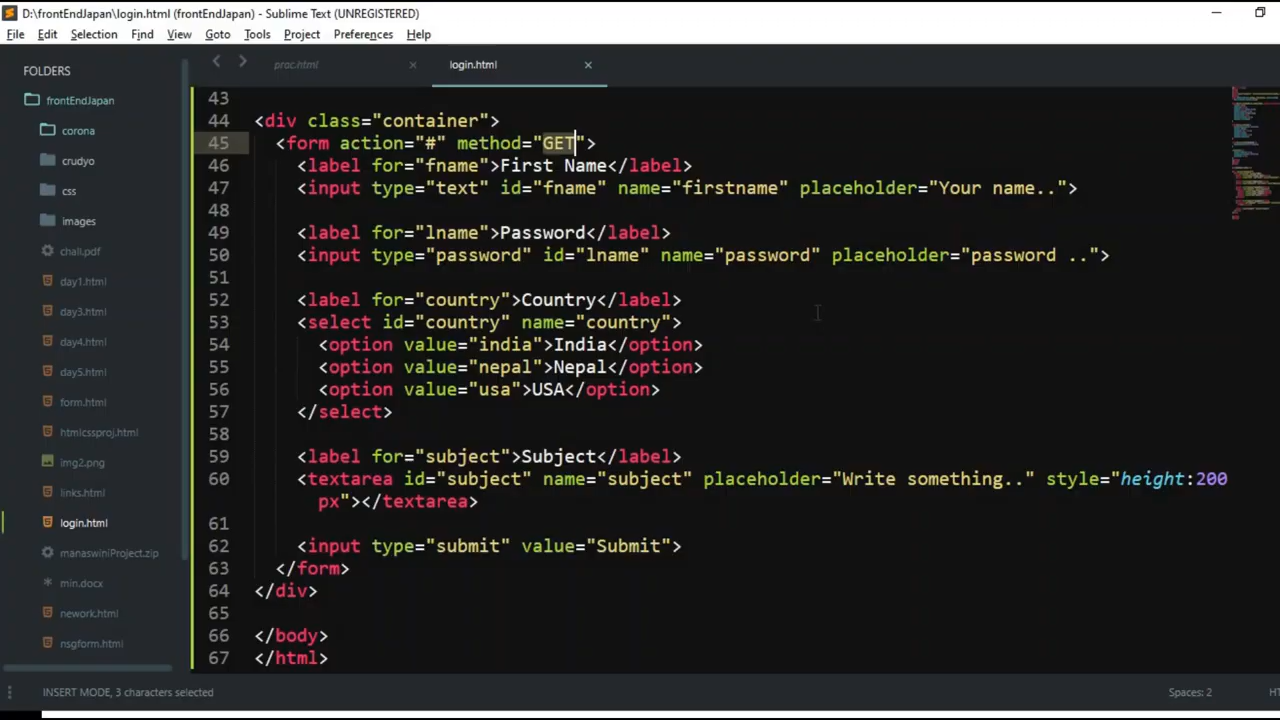 D:\frontEndJapan\login.html (frontEndJapan) - Sublime Text (UNREGISTERED)
File Edit Selection Find View Goto Tools Project Preferences Help
FOLDERS
frontEndJapan
corona
crudyo
css
images
chali.pdf
day1.html
day3.html
day4.html
day5.html
form.html
htmlcssproj.html
img2.png
links.html
login.html
manaswiniProject.zip
min.docx
nework.html
nsgform.html
proc.html × login.html ×
43
44 <div class="container">
45 <form action="#" method="GET">
46 <label for="fname">First Name</label>
47 <input type="text" id="fname" name="firstname" placeholder="Your name..">
48
49 <label for="lname">Password</label>
50 <input type="password" id="lname" name="password" placeholder="password ..">
51
52 <label for="country">Country</label>
53 <select id="country" name="country">
54 <option value="india">India</option>
55 <option value="nepal">Nepal</option>
56 <option value="usa">USA</option>
57 </select>
58
59 <label for="subject">Subject</label>
60 <textarea id="subject" name="subject" placeholder="Write something.." style="height:200
px"></textarea>
61
62 <input type="submit" value="Submit">
63 </form>
64 </div>
65
66 </body>
67 </html>
INSERT MODE, 3 characters selected
Spaces: 2